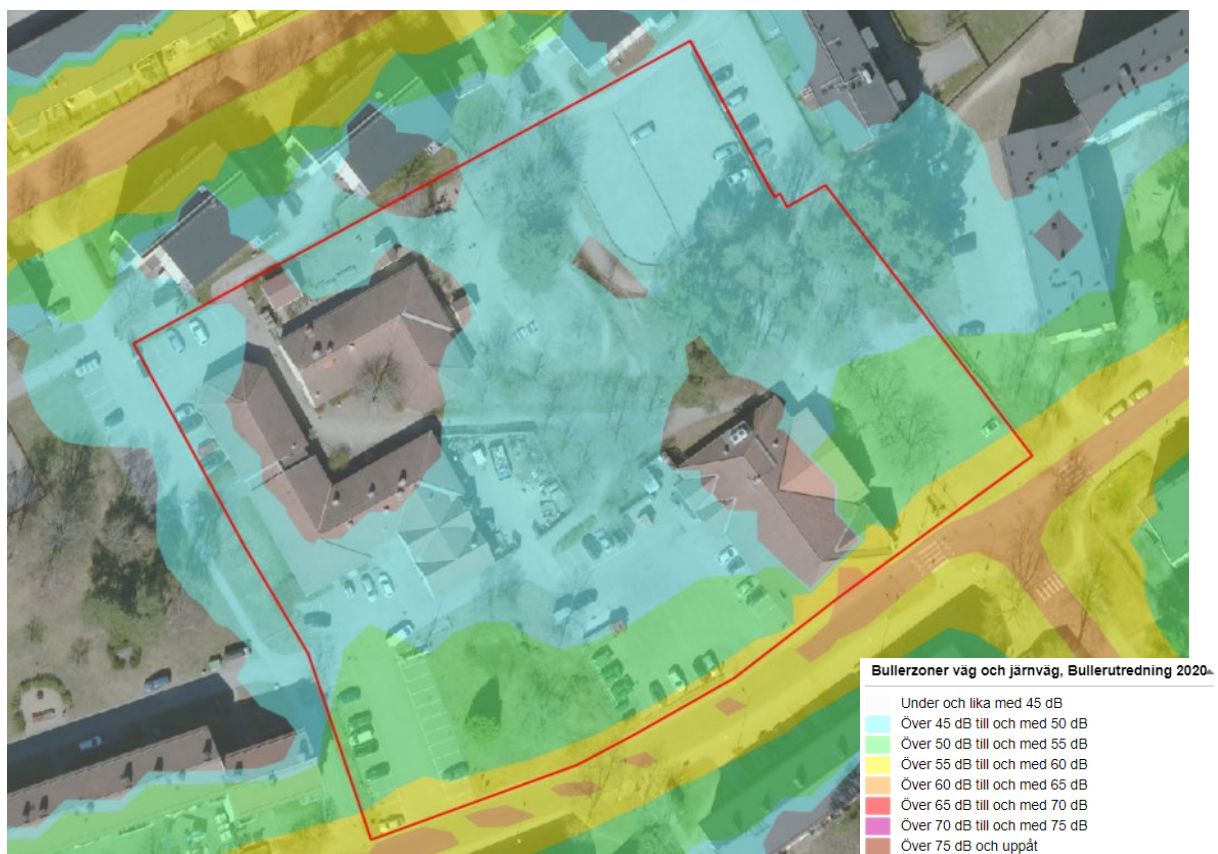 Bullerzoner väg och järnväg, Bullerutredning 2020
Under och lika med 45 dB
Över 45 dB till och med 50 dB
Över 50 dB till och med 55 dB
Över 55 dB till och med 60 dB
Över 60 dB till och med 65 dB
Över 65 dB till och med 70 dB
Över 70 dB till och med 75 dB
Över 75 dB och uppåt